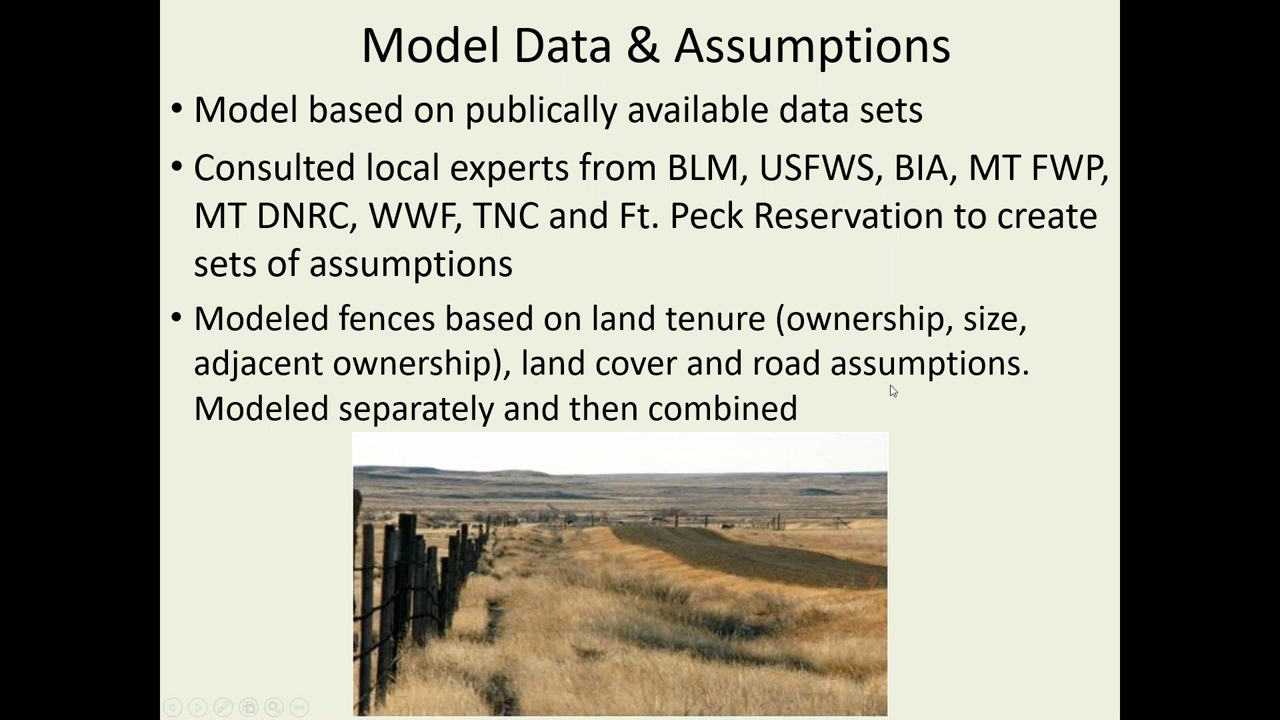 Model Data & Assumptions
• Model based on publically available data sets
• Consulted local experts from BLM, USFWS, BIA, MT FWP,
MT DNRC, WWF, TNC and Ft. Peck Reservation to create
sets of assumptions
• Modeled fences based on land tenure (ownership, size,
adjacent ownership), land cover and road assumptions.
Modeled separately and then combined